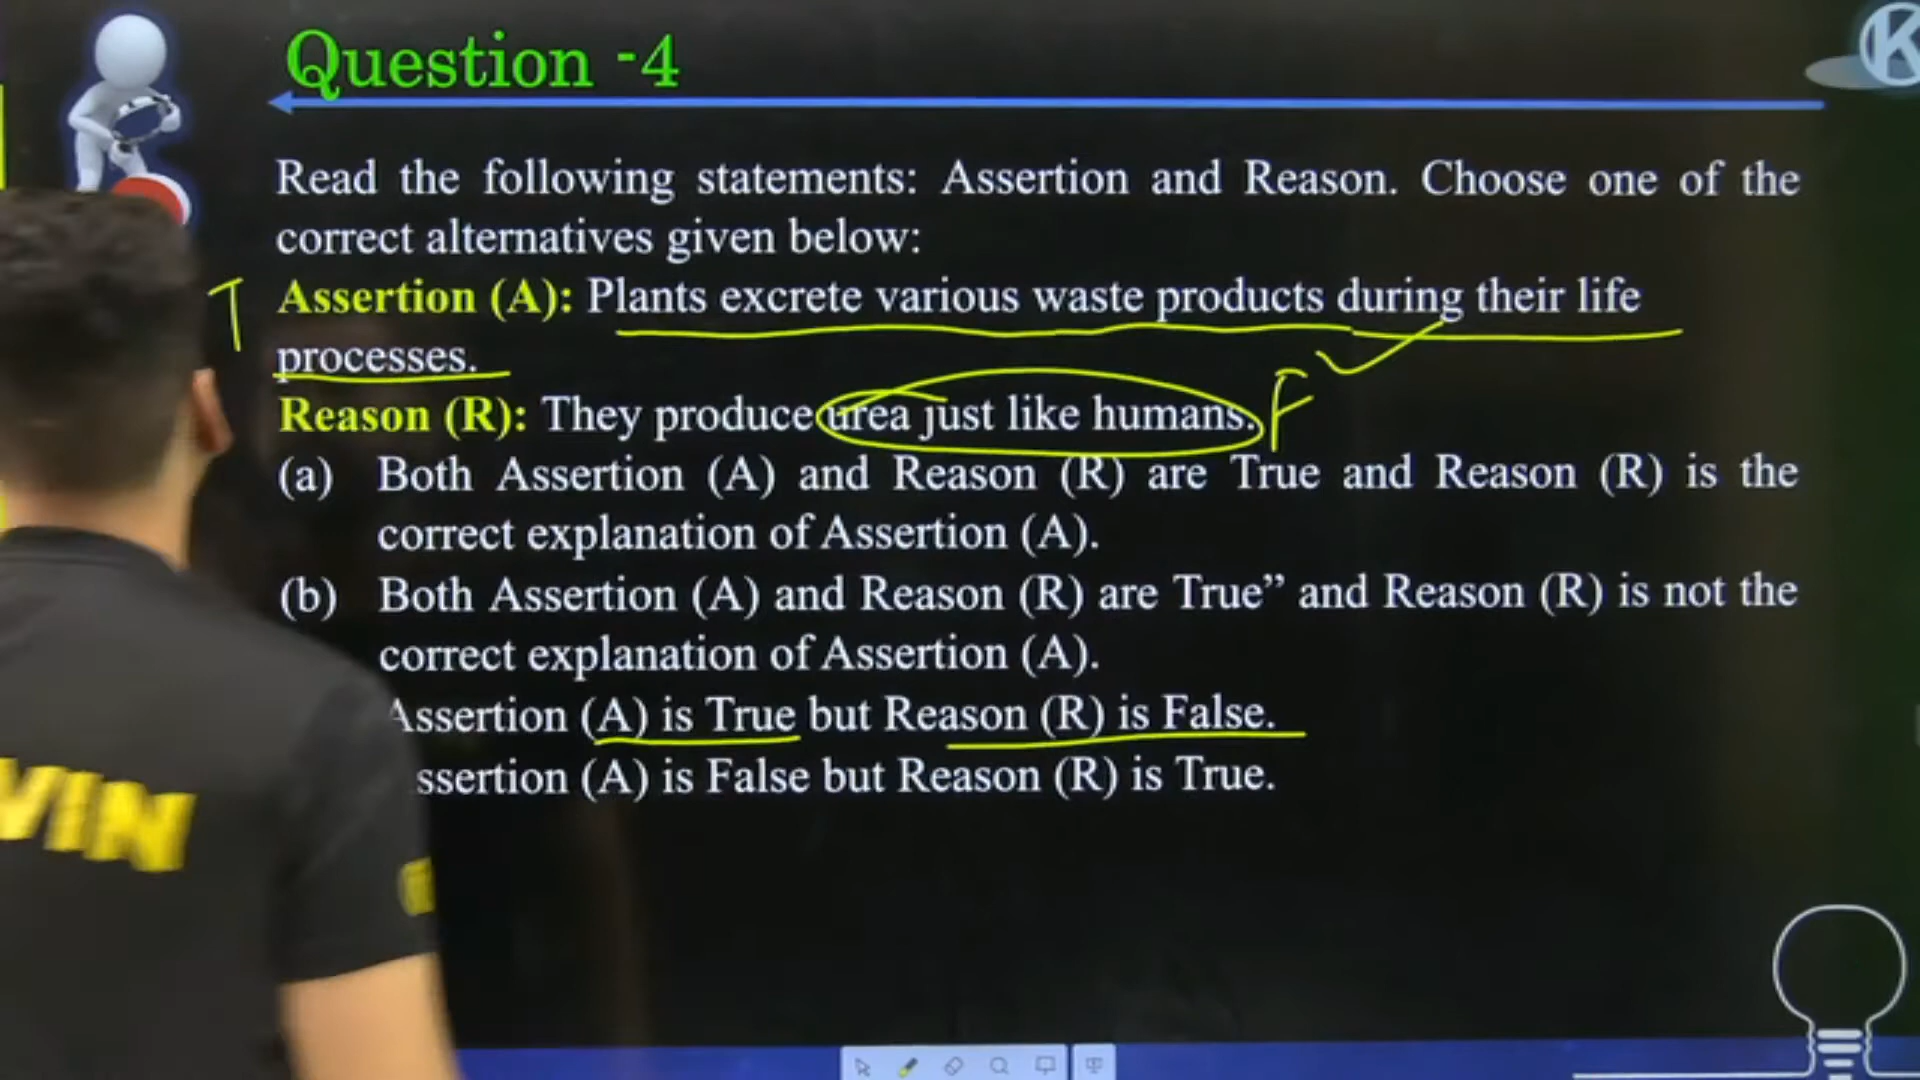 Question -4
K
Read the following statements: Assertion and Reason. Choose one of the
correct alternatives given below:
T Assertion (A): Plants excrete various waste products during their life
processes.
Reason (R): They produce urea just like humans. F
(a) Both Assertion (A) and Reason (R) are True and Reason (R) is the
correct explanation of Assertion (A).
(b) Both Assertion (A) and Reason (R) are True” and Reason (R) is not the
correct explanation of Assertion (A).
Assertion (A) is True but Reason (R) is False.
ssertion (A) is False but Reason (R) is True.
VIN